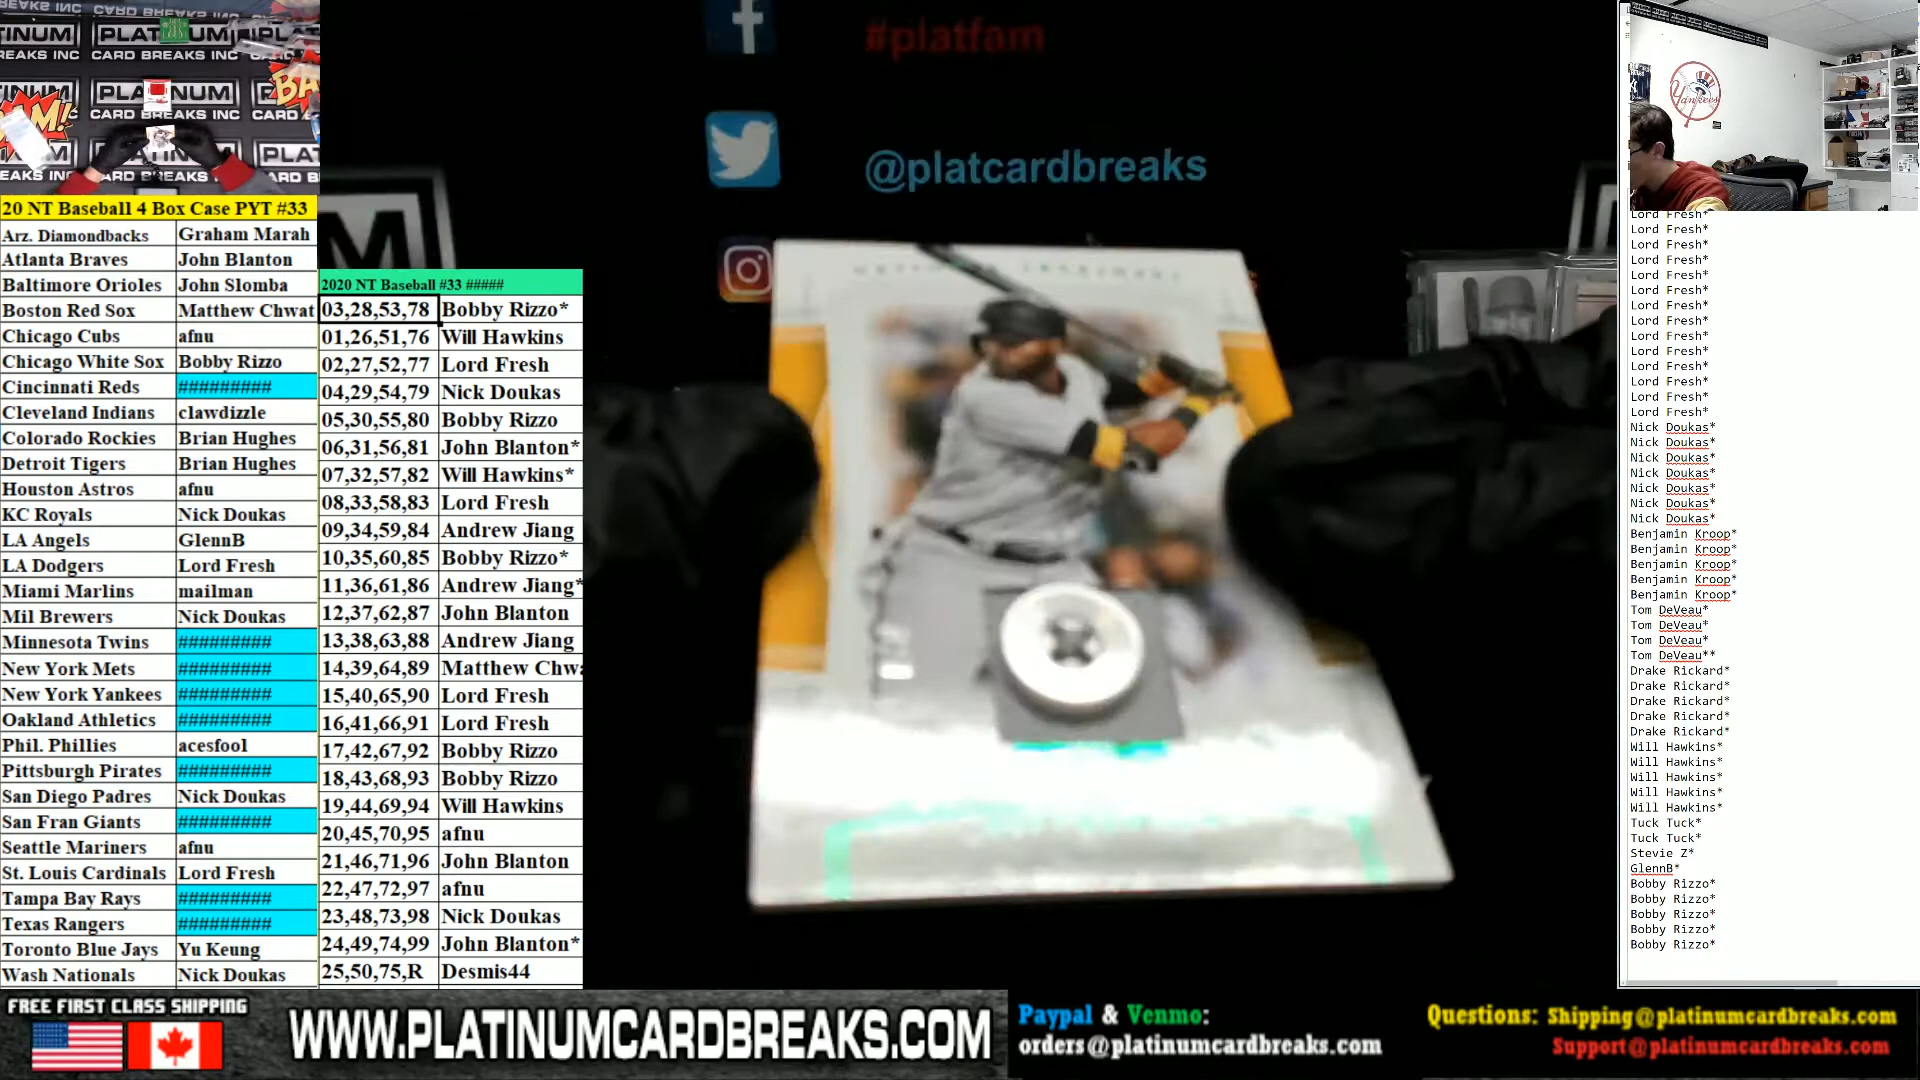 PLATINUM
CARD BREAKS INC
PLATINUM
CARD BREAKS INC
20 NT Baseball 4 Box Case PYT #33
Arz. Diamondbacks Graham Marah
Atlanta Braves John Blanton
Baltimore Orioles John Slomba
Boston Red Sox Matthew Chwat
Chicago Cubs afnu
Chicago White Sox Bobby Rizzo
Cincinnati Reds #########
Cleveland Indians clawdizzle
Colorado Rockies Brian Hughes
Detroit Tigers Brian Hughes
Houston Astros afnu
KC Royals Nick Doukas
LA Angels GlennB
LA Dodgers Lord Fresh
Miami Marlins mailman
Mil Brewers Nick Doukas
Minnesota Twins #########
New York Mets #########
New York Yankees #########
Oakland Athletics #########
Phil. Phillies acesfool
Pittsburgh Pirates #########
San Diego Padres Nick Doukas
San Fran Giants #########
Seattle Mariners afnu
St. Louis Cardinals Lord Fresh
Tampa Bay Rays #########
Texas Rangers #########
Toronto Blue Jays Yu Keung
Wash Nationals Nick Doukas
2020 NT Baseball #33 #####
03,28,53,78 Bobby Rizzo*
01,26,51,76 Will Hawkins
02,27,52,77 Lord Fresh
04,29,54,79 Nick Doukas
05,30,55,80 Bobby Rizzo
06,31,56,81 John Blanton*
07,32,57,82 Will Hawkins*
08,33,58,83 Lord Fresh
09,34,59,84 Andrew Jiang
10,35,60,85 Bobby Rizzo*
11,36,61,86 Andrew Jiang*
12,37,62,87 John Blanton
13,38,63,88 Andrew Jiang
14,39,64,89 Matthew Chwa
15,40,65,90 Lord Fresh
16,41,66,91 Lord Fresh
17,42,67,92 Bobby Rizzo
18,43,68,93 Bobby Rizzo
19,44,69,94 Will Hawkins
20,45,70,95 afnu
21,46,71,96 John Blanton
22,47,72,97 afnu
23,48,73,98 Nick Doukas
24,49,74,99 John Blanton*
25,50,75,R Desmis44
#platfam
@platcardbreaks
Yankees
Lord Fresh*
Lord Fresh*
Lord Fresh*
Lord Fresh*
Lord Fresh*
Lord Fresh*
Lord Fresh*
Lord Fresh*
Lord Fresh*
Lord Fresh*
Lord Fresh*
Lord Fresh*
Lord Fresh*
Lord Fresh*
Nick Doukas*
Nick Doukas*
Nick Doukas*
Nick Doukas*
Nick Doukas*
Nick Doukas*
Nick Doukas*
Benjamin Kroop*
Benjamin Kroop*
Benjamin Kroop*
Benjamin Kroop*
Benjamin Kroop*
Tom DeVeau*
Tom DeVeau*
Tom DeVeau*
Tom DeVeau**
Drake Rickard*
Drake Rickard*
Drake Rickard*
Drake Rickard*
Drake Rickard*
Will Hawkins*
Will Hawkins*
Will Hawkins*
Will Hawkins*
Will Hawkins*
Tuck Tuck*
Tuck Tuck*
Stevie Z*
GlennB*
Bobby Rizzo*
Bobby Rizzo*
Bobby Rizzo*
Bobby Rizzo*
Bobby Rizzo*
FREE FIRST CLASS SHIPPING
WWW.PLATINUMCARDBREAKS.COM
Paypal & Venmo:
orders@platinumcardbreaks.com
Questions: Shipping@platinumcardbreaks.com
Support@platinumcardbreaks.com